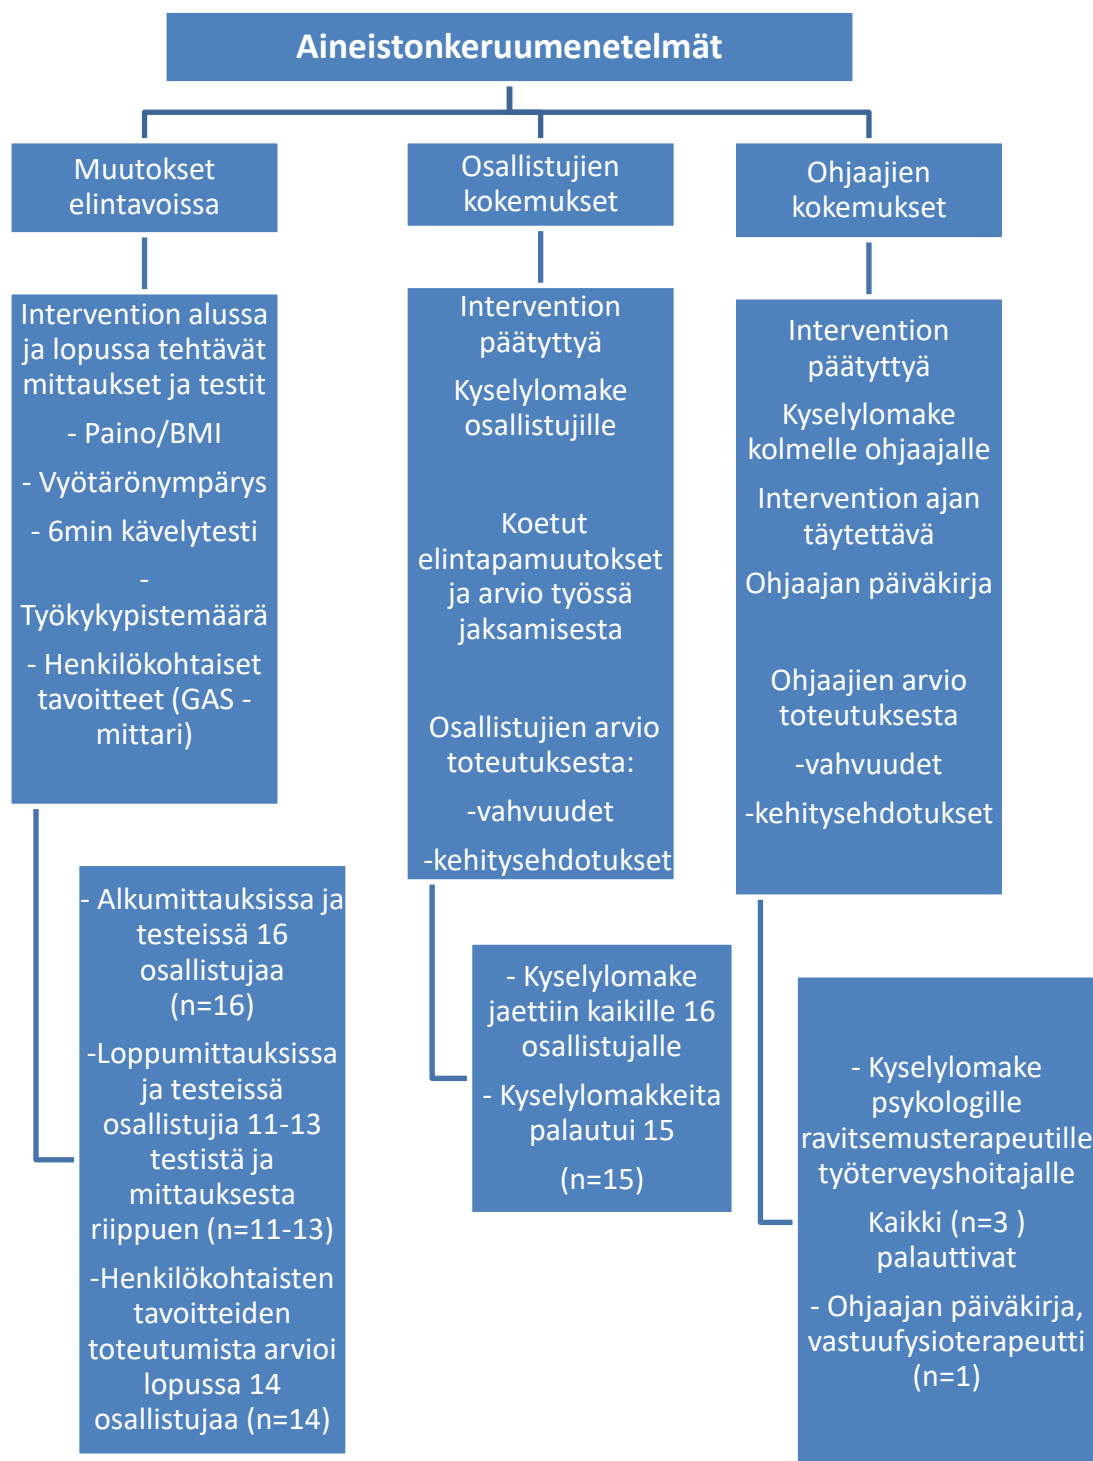 Aineistonkeruumenetelmät
Muutokset
elintavoissa
Intervention alussa
ja lopussa tehtävät
mittaukset ja testit
- Paino/BMI
- Vyötärönympärys
- 6min kävelytesti
-
Työkykypistemäärä
- Henkilökohtaiset
tavoitteet (GAS -
mittari)
- Alkumittauksissa ja
testeissä 16
osallistujaa
(n=16)
-Loppumittauksissa
ja testeissä
osallistujia 11-13
testistä ja
mittauksesta
riippuen (n=11-13)
-Henkilökohtaisten
tavoitteiden
toteutumista arvioi
lopussa 14
osallistujaa (n=14)
Osallistujien
kokemukset
Intervention
päätyttyä
Kyselylomake
osallistujille
Koetut
elintapamuutokset
ja arvio työssä
jaksamisesta
Osallistujien arvio
toteutuksesta:
-vahvuudet
-kehitysehdotukset
- Kyselylomake
jaettiin kaikille 16
osallistujalle
- Kyselylomakkeita
palautui 15
(n=15)
Ohjaajien
kokemukset
Intervention
päätyttyä
Kyselylomake
kolmelle ohjaajalle
Intervention ajan
täytettävä
Ohjaajan päiväkirja
Ohjaajien arvio
toteutuksesta
-vahvuudet
-kehitysehdotukset
- Kyselylomake
psykologille
ravitsemusterapeutille
työterveyshoitajalle
Kaikki (n=3 )
palauttivat
- Ohjaajan päiväkirja,
vastuufysioterapeutti
(n=1)